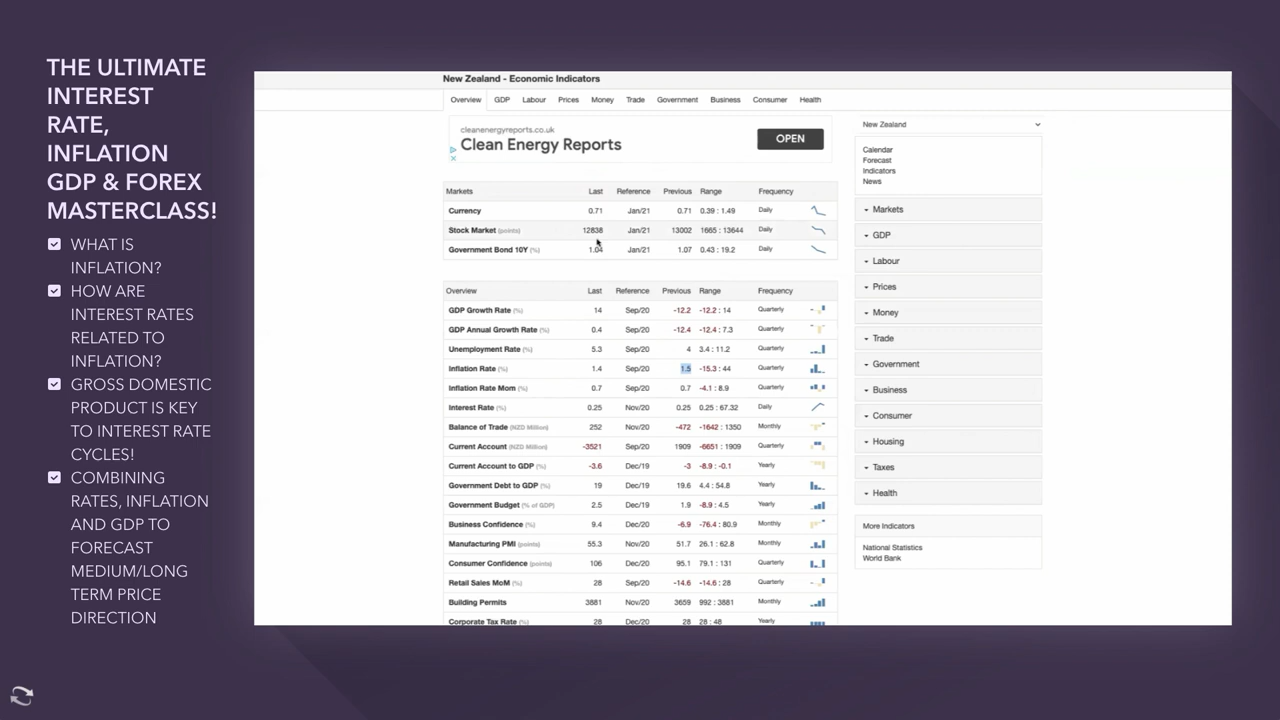 THE ULTIMATE
INTEREST
RATE,
INFLATION
GDP & FOREX
MASTERCLASS!
WHAT IS
INFLATION?
HOW ARE
INTEREST RATES
RELATED TO
INFLATION?
GROSS DOMESTIC
PRODUCT IS KEY
TO INTEREST RATE
CYCLES!
COMBINING
RATES, INFLATION
AND GDP TO
FORECAST
MEDIUM/LONG
TERM PRICE
DIRECTION
New Zealand - Economic Indicators
Overview GDP Labour Prices Money Trade Government Business Consumer Health
cleanenergyreports.co.uk
Clean Energy Reports
OPEN
Markets Last Reference Previous Range Frequency
Currency 0.71 Jan/21 0.71 0.39 : 1.49 Daily
Stock Market (points) 12838 Jan/21 13002 1665 : 13644 Daily
Government Bond 10Y (%) 1.04 Jan/21 1.07 0.43 : 19.2 Daily
Overview Last Reference Previous Range Frequency
GDP Growth Rate (%) 14 Sep/20 -12.2 -12.2 : 14 Quarterly
GDP Annual Growth Rate (%) 0.4 Sep/20 -12.4 -12.4 : 7.3 Quarterly
Unemployment Rate (%) 5.3 Sep/20 4 3.4 : 11.2 Quarterly
Inflation Rate (%) 1.4 Sep/20 1.5 -15.3 : 44 Quarterly
Inflation Rate Mom (%) 0.7 Sep/20 0.7 -4.1 : 8.9 Quarterly
Interest Rate (%) 0.25 Nov/20 0.25 0.25 : 67.32 Daily
Balance of Trade (NZD Million) 252 Nov/20 -472 -1642 : 1350 Monthly
Current Account (NZD Million) -3521 Sep/20 1909 -6651 : 1909 Quarterly
Current Account to GDP (%) -3.6 Dec/19 -3 -8.9 : -0.1 Yearly
Government Debt to GDP (%) 19 Dec/19 19.6 4.4 : 54.8 Yearly
Government Budget (% of GDP) 2.5 Dec/19 1.9 -8.9 : 4.5 Yearly
Business Confidence (%) 9.4 Dec/20 -6.9 -76.4 : 80.9 Monthly
Manufacturing PMI (points) 55.3 Nov/20 51.7 26.1 : 62.8 Monthly
Consumer Confidence (points) 106 Dec/20 95.1 79.1 : 131 Quarterly
Retail Sales MoM (%) 28 Sep/20 -14.6 -14.6 : 28 Quarterly
Building Permits 3881 Nov/20 3659 992 : 3881 Monthly
Corporate Tax Rate (%) 28 Dec/20 28 28 : 48 Yearly
New Zealand
Calendar
Forecast
Indicators
News
Markets
GDP
Labour
Prices
Money
Trade
Government
Business
Consumer
Housing
Taxes
Health
More Indicators
National Statistics
World Bank